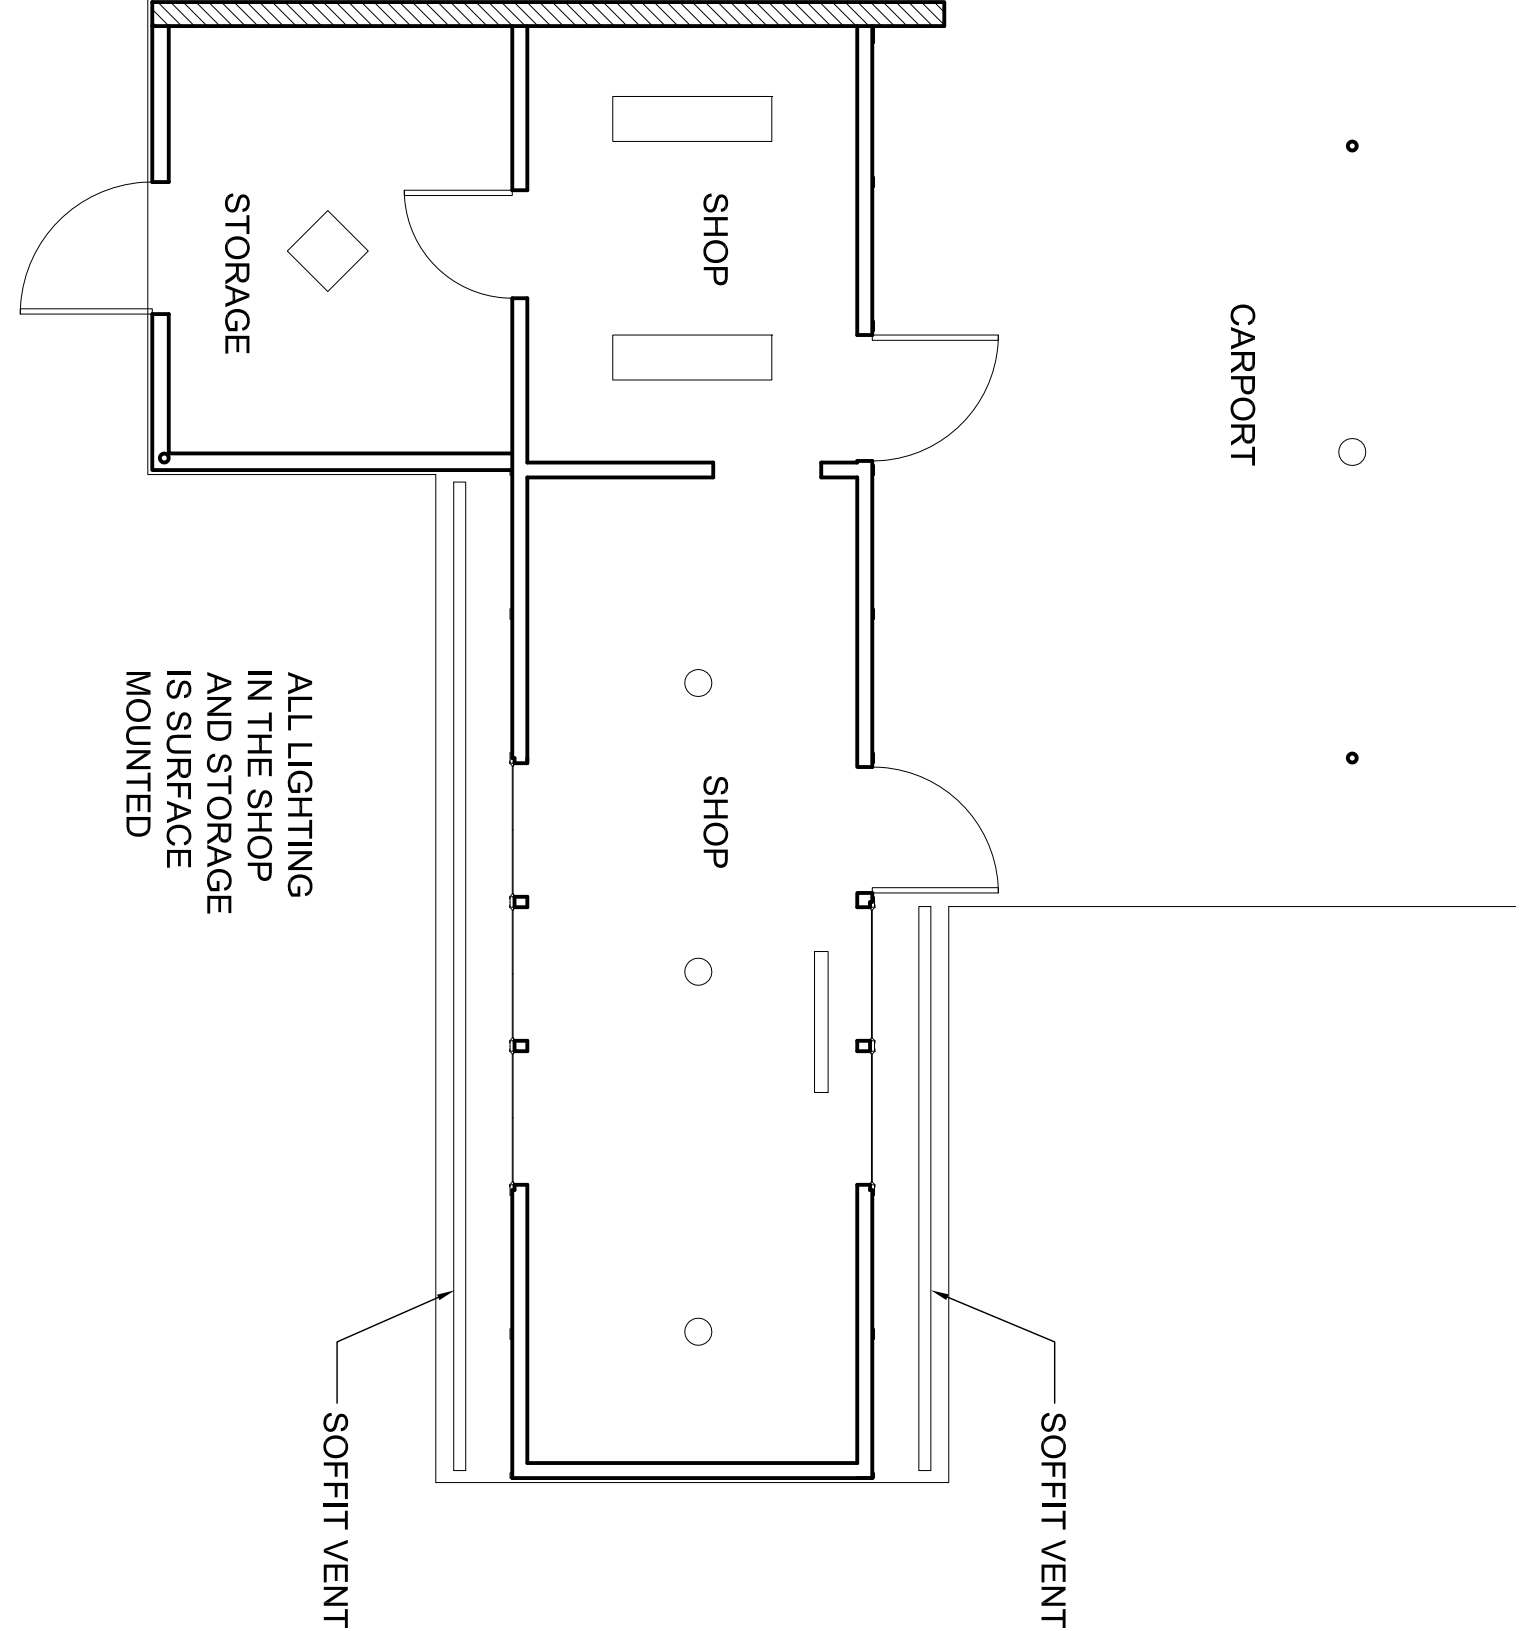 CARPORT
SHOP
STORAGE
SHOP
ALL LIGHTING
IN THE SHOP
AND STORAGE
IS SURFACE
MOUNTED
SOFFIT VENT
SOFFIT VENT